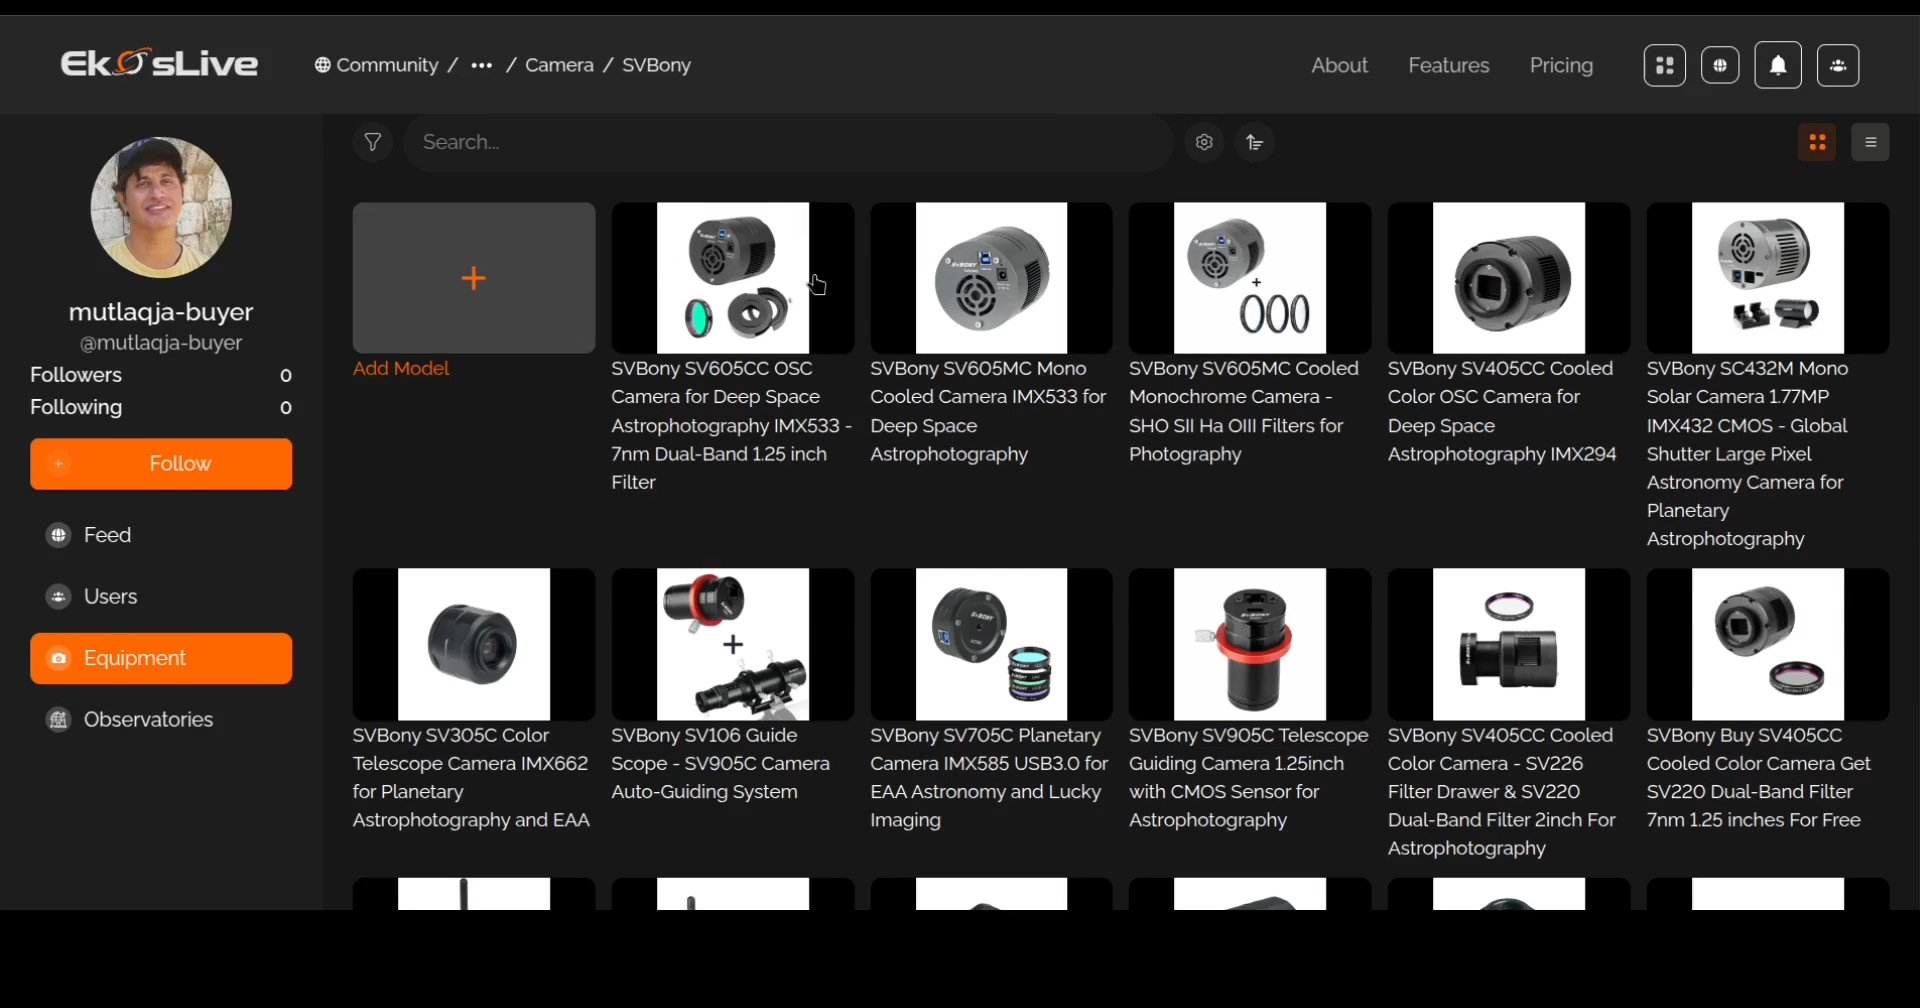 EkosLive
Community / ••• / Camera / SVBony
About
Features
Pricing
Search...
mutlaqja-buyer
@mutlaqja-buyer
Followers 0
Following 0
Follow
Feed
Users
Equipment
Observatories
Add Model
SVBony SV605CC OSC
Camera for Deep Space
Astrophotography IMX533 -
7nm Dual-Band 1.25 inch
Filter
SVBony SV605MC Mono
Cooled Camera IMX533 for
Deep Space
Astrophotography
SVBony SV605MC Cooled
Monochrome Camera -
SHO SII Ha OIII Filters for
Photography
SVBony SV405CC Cooled
Color OSC Camera for
Deep Space
Astrophotography IMX294
SVBony SC432M Mono
Solar Camera 1.77MP
IMX432 CMOS - Global
Shutter Large Pixel
Astronomy Camera for
Planetary
Astrophotography
SVBony SV305C Color
Telescope Camera IMX662
for Planetary
Astrophotography and EAA
SVBony SV106 Guide
Scope - SV905C Camera
Auto-Guiding System
SVBony SV705C Planetary
Camera IMX585 USB3.0 for
EAA Astronomy and Lucky
Imaging
SVBony SV905C Telescope
Guiding Camera 1.25inch
with CMOS Sensor for
Astrophotography
SVBony SV405CC Cooled
Color Camera - SV226
Filter Drawer & SV220
Dual-Band Filter 2inch For
Astrophotography
SVBony Buy SV405CC
Cooled Color Camera Get
SV220 Dual-Band Filter
7nm 1.25 inches For Free